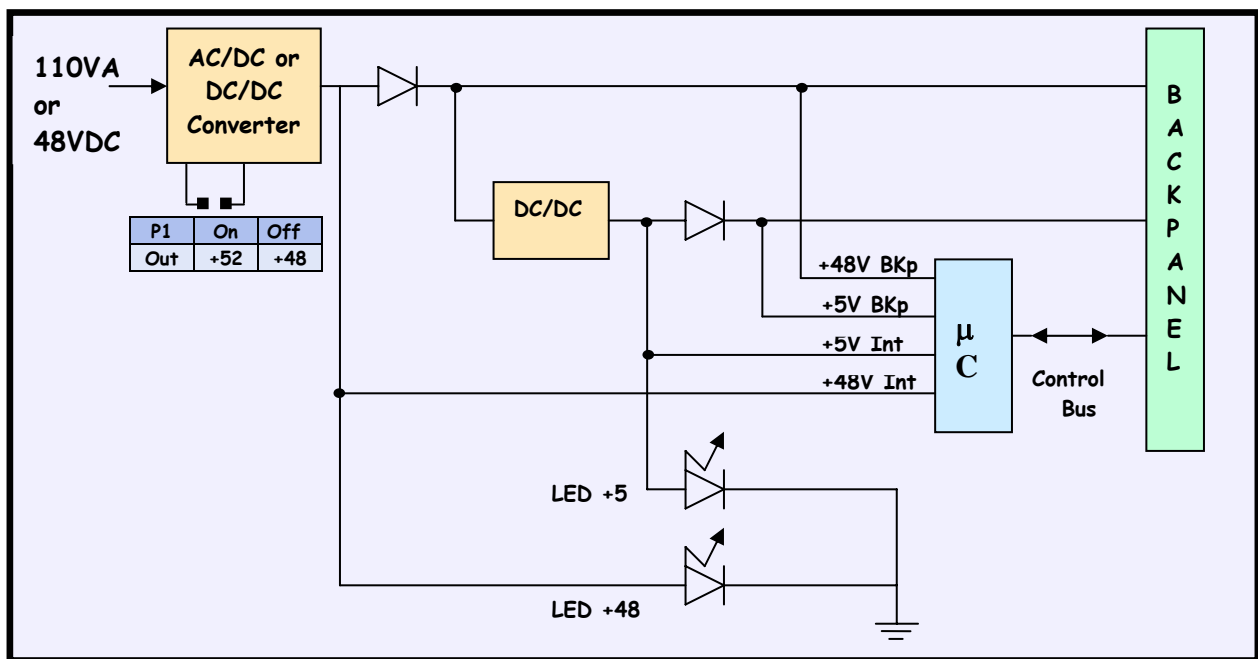 110VA
or
48VDC
AC/DC or
DC/DC
Converter
P1 On Off
Out +52 +48
DC/DC
+48V BKp
+5V BKp
+5V Int
+48V Int
μ
C
Control
Bus
B
A
C
K
P
A
N
E
L
LED +5
LED +48